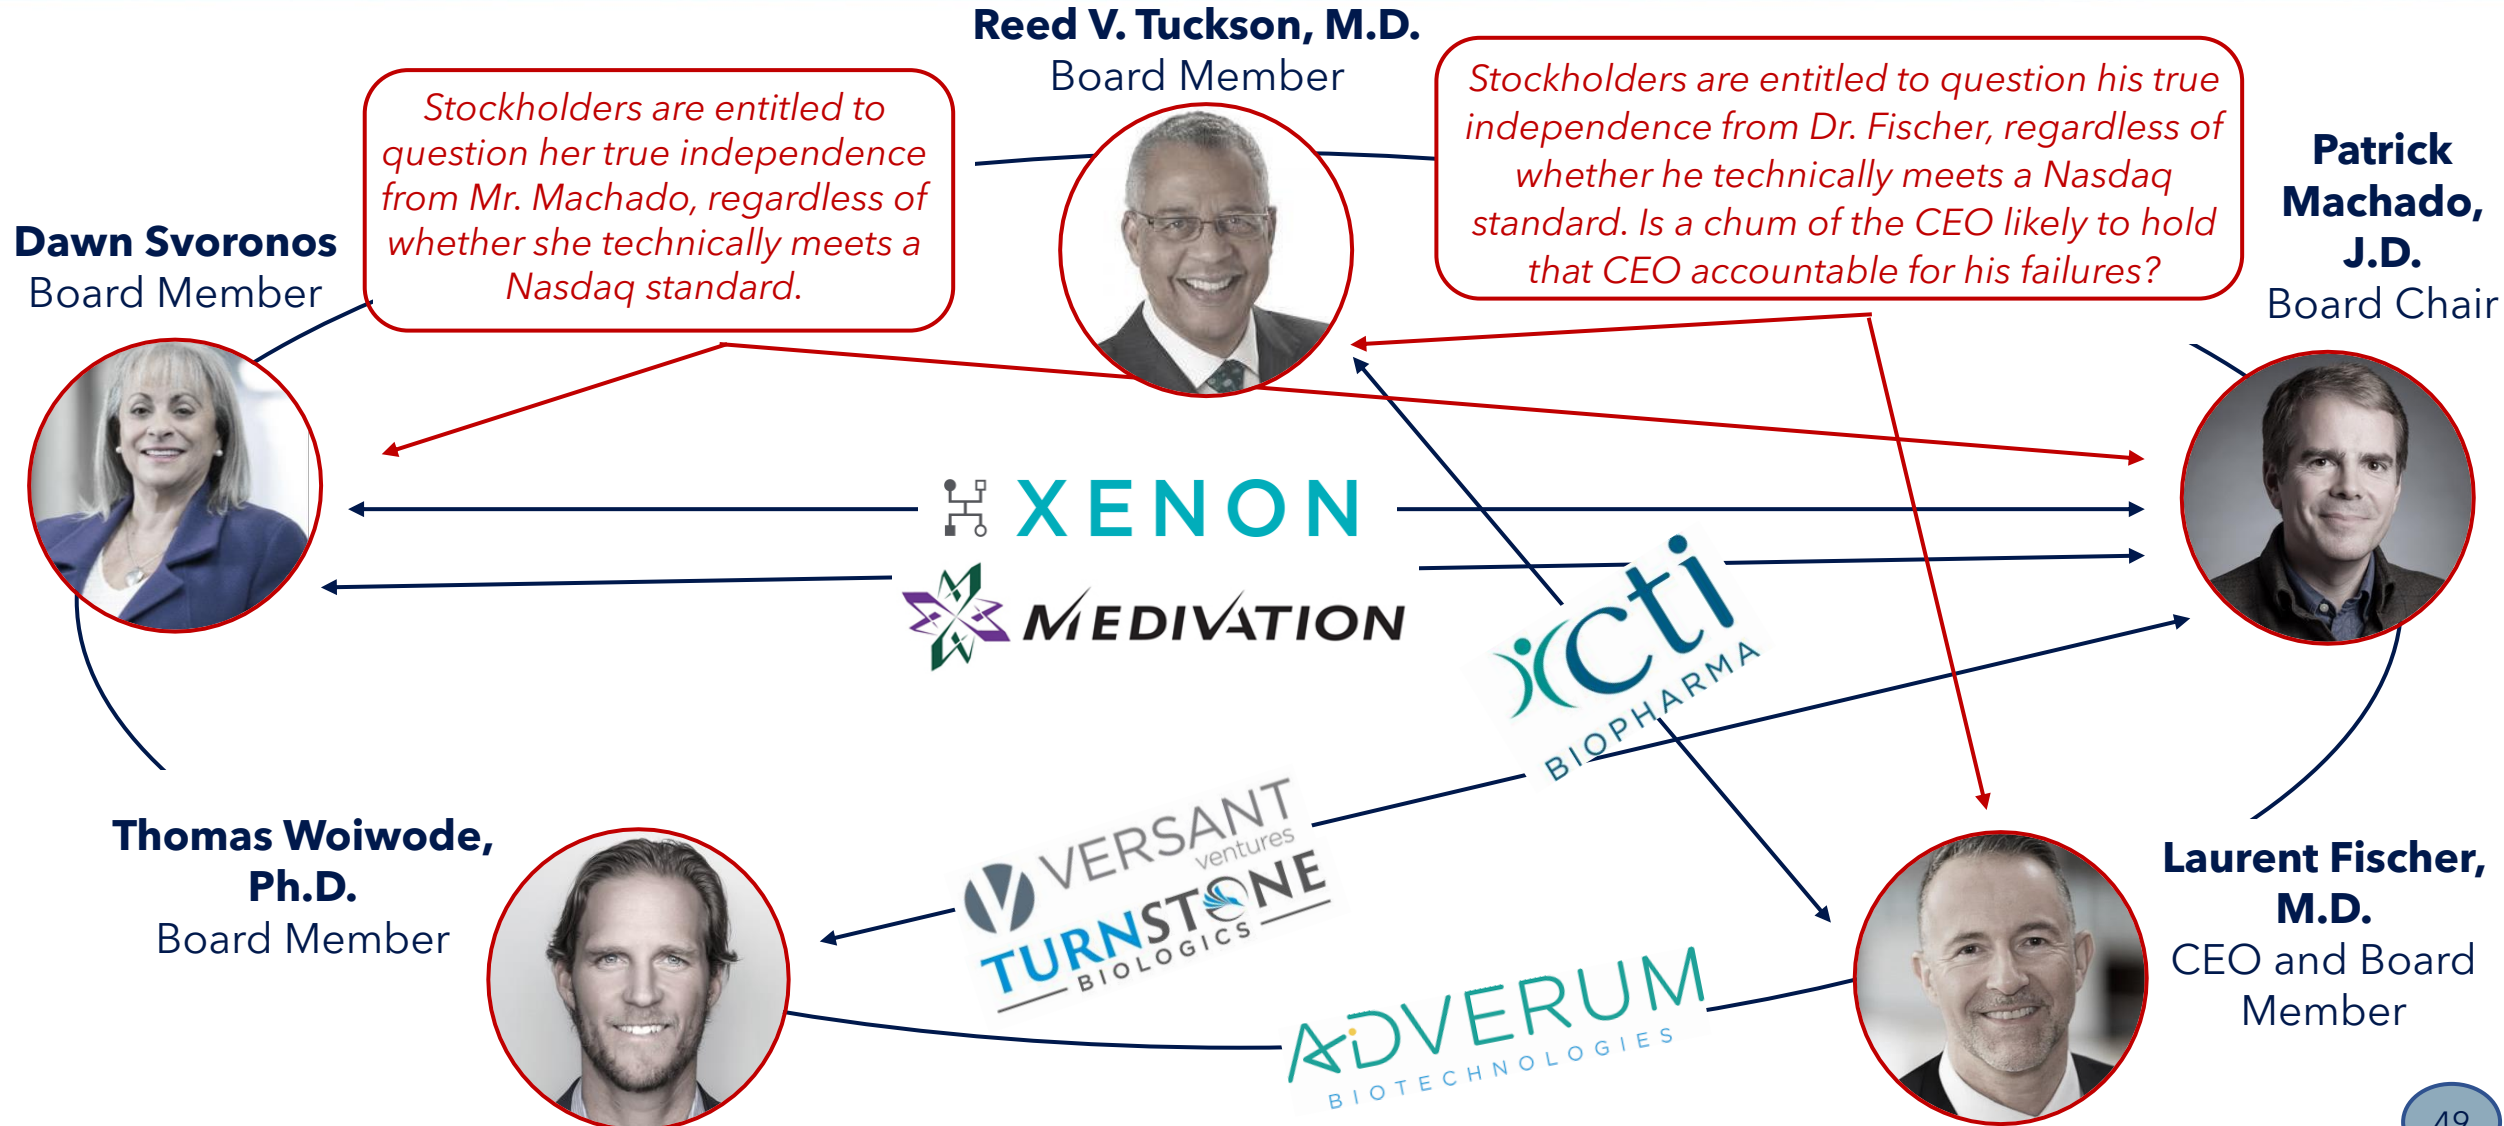 Reed V. Tuckson, M.D.
Board Member
Stockholders are entitled to
question her true independence
from Mr. Machado, regardless of
whether she technically meets a
Nasdaq standard.
Stockholders are entitled to question his true
independence from Dr. Fischer, regardless of
whether he technically meets a Nasdaq
standard. Is a chum of the CEO likely to hold
that CEO accountable for his failures?
Patrick
Machado,
J.D.
Board Chair
Dawn Svoronos
Board Member
XENON
MEDIVATION
cti
BIOPHARMA
VERSANT
ventures
TURNSTONE
BIOLOGICS
ADVERUM
BIOTECHNOLOGIES
Thomas Woiwode,
Ph.D.
Board Member
Laurent Fischer,
M.D.
CEO and Board
Member
49